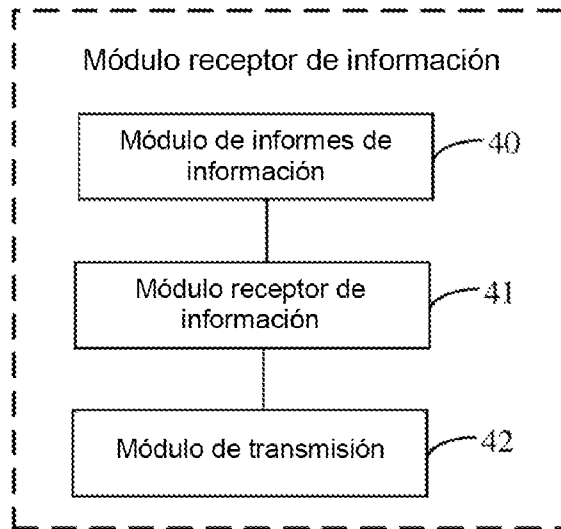 Módulo receptor de información
Módulo de informes de
información
40
Módulo receptor de
información
41
Módulo de transmisión
42